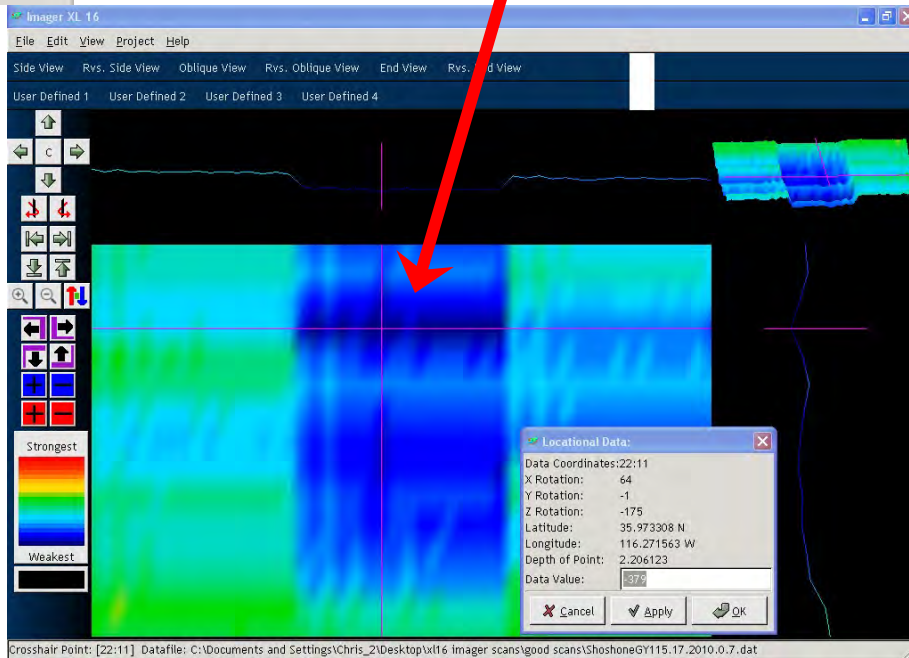 Imager XL 16
File Edit View Project Help
Side View Rvs. Side View Oblique View Rvs. Oblique View End View Rvs. View
User Defined 1 User Defined 2 User Defined 3 User Defined 4
C
Strongest
Weakest
Locational Data:
Data Coordinates:22:11
X Rotation: 64
Y Rotation: -1
Z Rotation: -175
Latitude: 35.973308 N
Longitude: 116.271563 W
Depth of Point: 2.206123
Data Value: -379
Cancel Apply OK
Crosshair Point: [22:11] Datafile: C:\Documents and Settings\Chris_2\Desktop\xl16 imager scans\good scans\ShoshoneGY115.17.2010.0.7.dat